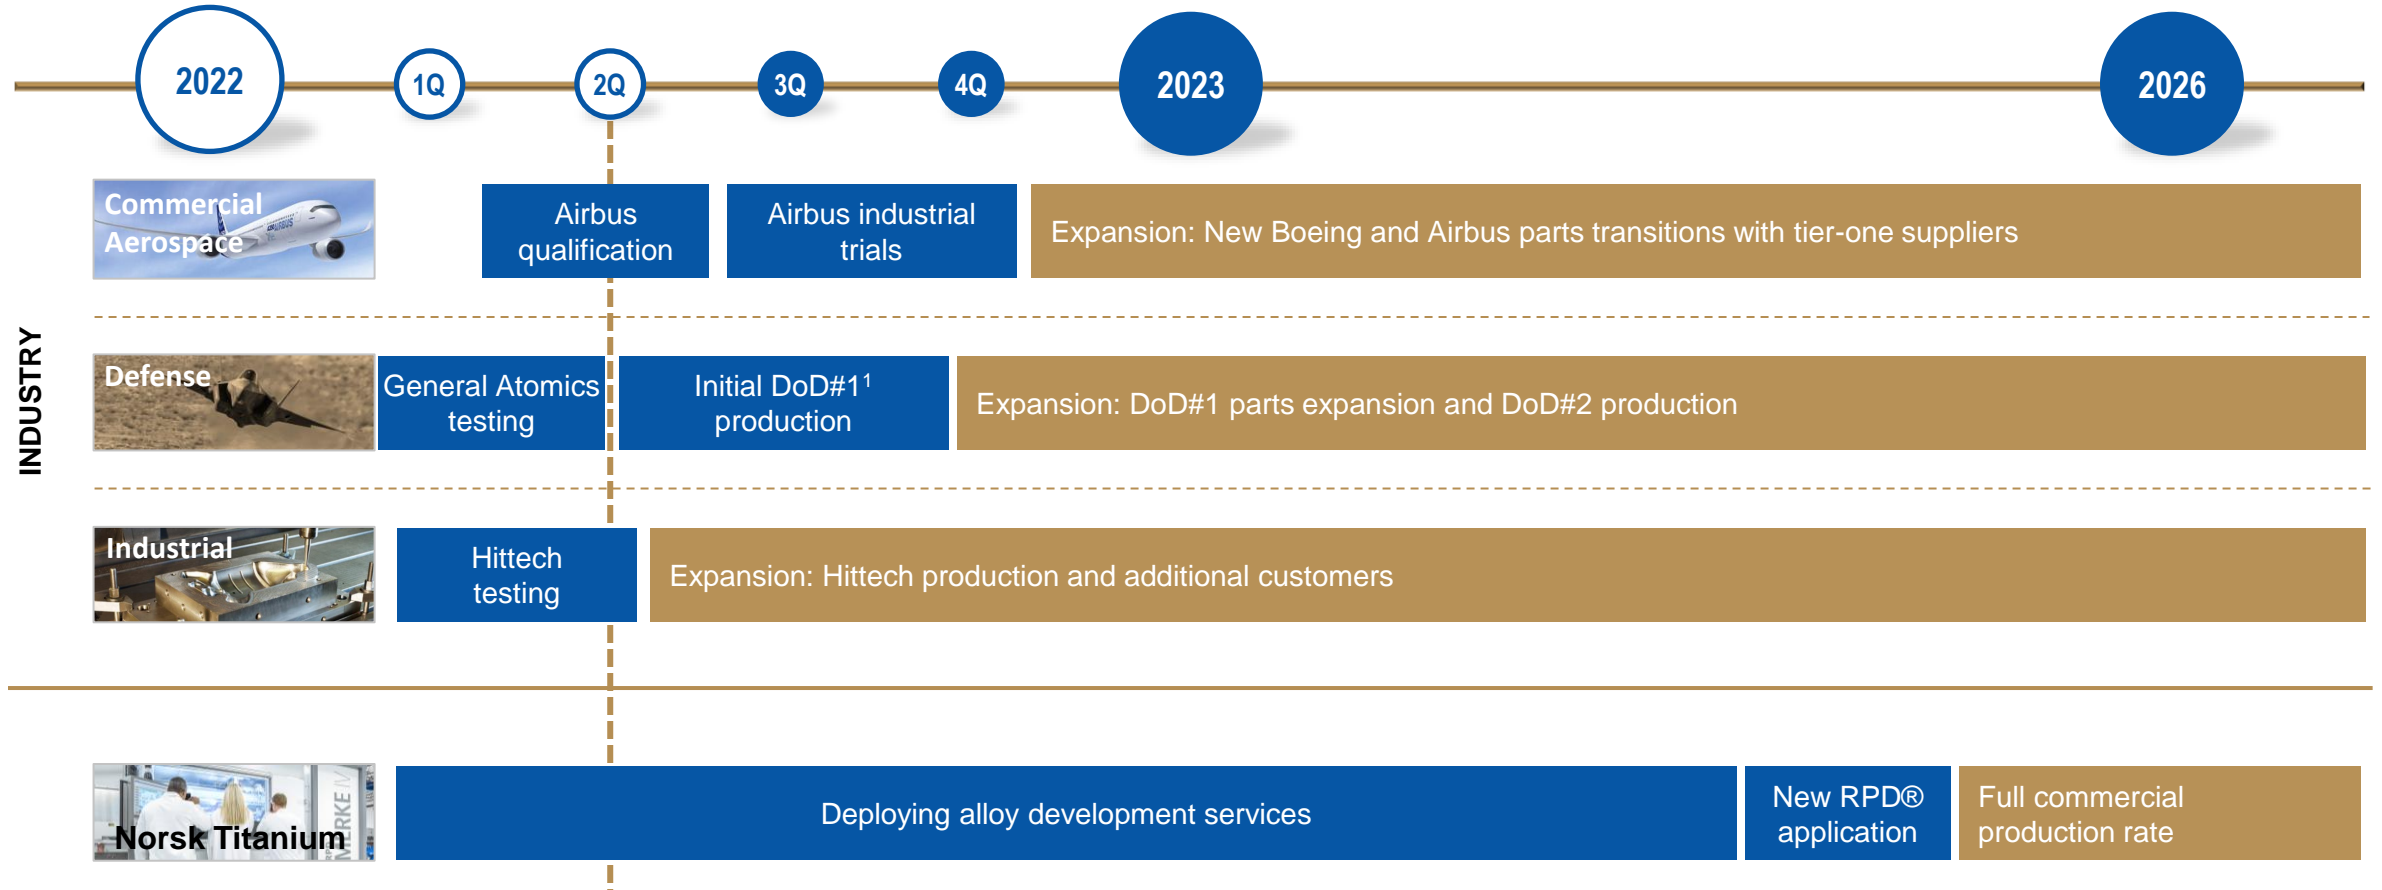 2022
1Q
2Q
3Q
4Q
2023
2026
INDUSTRY
Commercial
Aerospace
AIRBUS
Airbus
qualification
Airbus industrial
trials
Expansion: New Boeing and Airbus parts transitions with tier-one suppliers
Defense
General Atomics
testing
Initial DoD#1¹
production
Expansion: DoD#1 parts expansion and DoD#2 production
Industrial
Hittech
testing
Expansion: Hittech production and additional customers
Norsk Titanium
MERKE IV
Deploying alloy development services
New RPD®
application
Full commercial
production rate